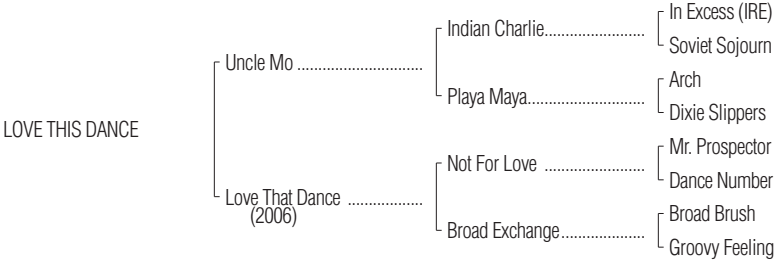 In Excess (IRE)
Indian Charlie........................
Soviet Sojourn
Uncle Mo ..............................
Arch
Playa Maya............................
Dixie Slippers
LOVE THIS DANCE
Mr. Prospector
Not For Love ........................
Dance Number
Love That Dance ..................
(2006)
Broad Brush
Broad Exchange....................
Groovy Feeling